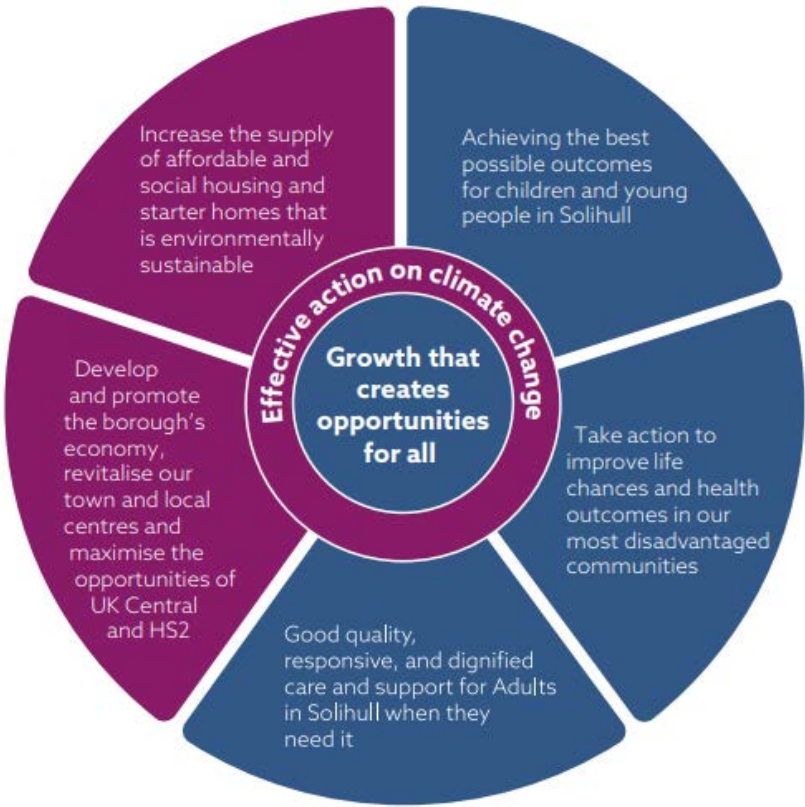 Increase the supply
of affordable and
social housing and
starter homes that
is environmentally
sustainable
Achieving the best
possible outcomes
for children and young
people in Solihull
Effective action on climate change
Growth that
creates
opportunities
for all
Develop
and promote
the borough's
economy,
revitalise our
town and local
centres and
maximise the
opportunities of
UK Central
and HS2
Take action to
improve life
chances and health
outcomes in our
most disadvantaged
communities
Good quality,
responsive, and dignified
care and support for Adults
in Solihull when they
need it